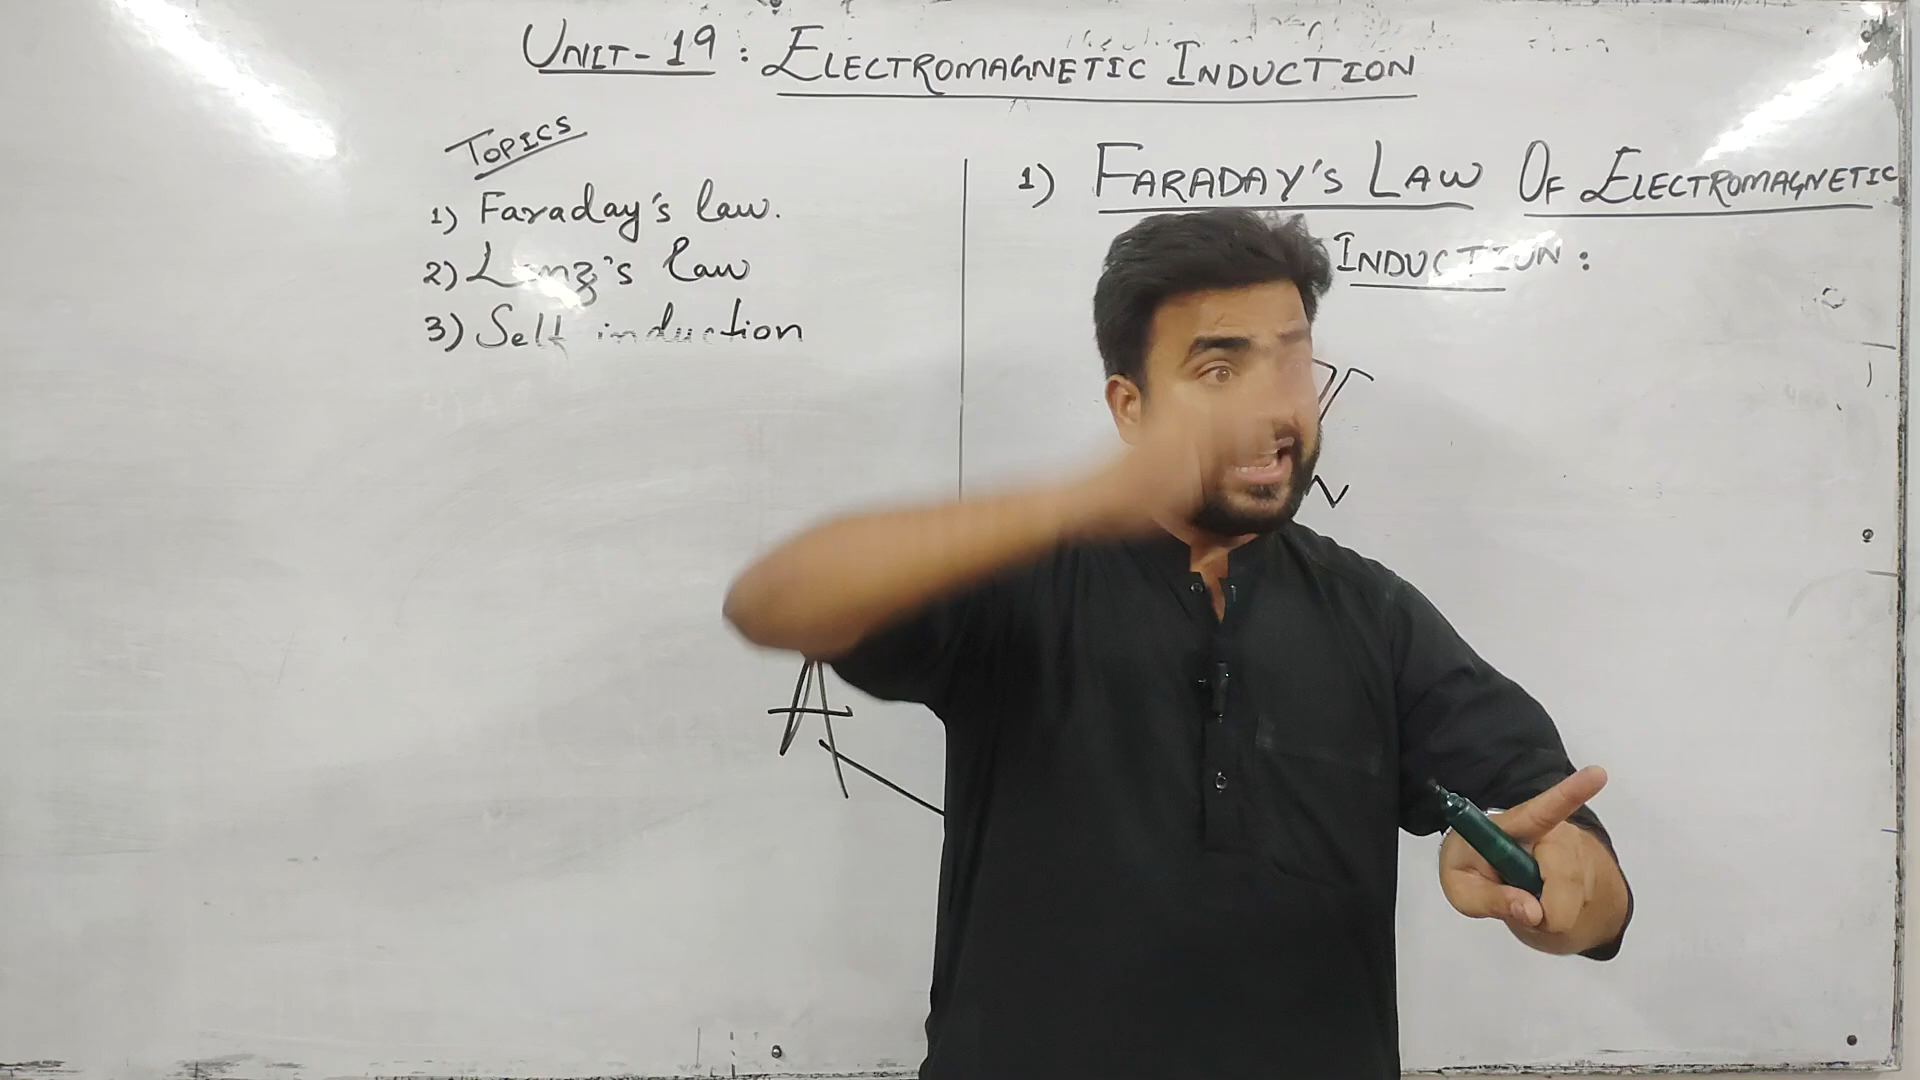 UNIT-19 : ELECTROMAGNETIC INDUCTION
TOPICS
1) Faraday's law.
2) Lenz's law
3) Self induction
1) FARADAY'S LAW OF ELECTROMAGNETIC
INDUCTION :
N